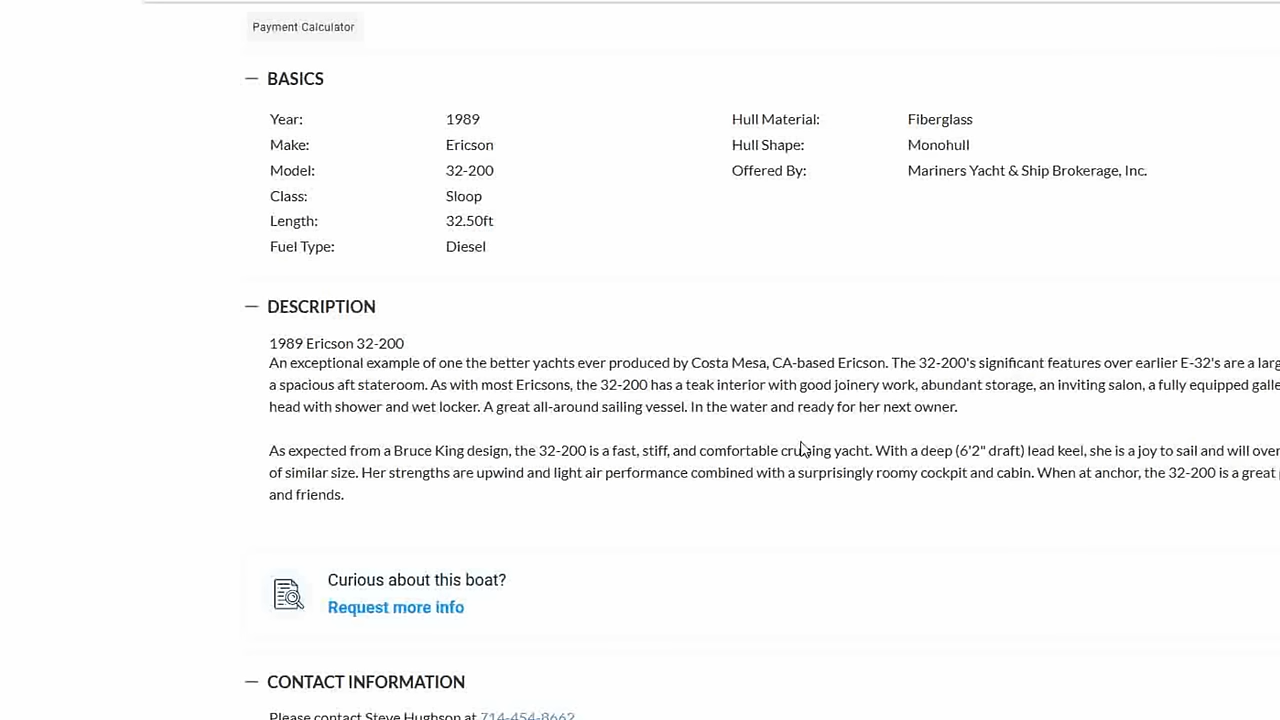 Payment Calculator
BASICS
Year: 1989 Hull Material: Fiberglass
Make: Ericson Hull Shape: Monohull
Model: 32-200 Offered By: Mariners Yacht & Ship Brokerage, Inc.
Class: Sloop
Length: 32.50ft
Fuel Type: Diesel
DESCRIPTION
1989 Ericson 32-200
An exceptional example of one the better yachts ever produced by Costa Mesa, CA-based Ericson. The 32-200's significant features over earlier E-32's are a larg
a spacious aft stateroom. As with most Ericsons, the 32-200 has a teak interior with good joinery work, abundant storage, an inviting salon, a fully equipped galle
head with shower and wet locker. A great all-around sailing vessel. In the water and ready for her next owner.
As expected from a Bruce King design, the 32-200 is a fast, stiff, and comfortable cruising yacht. With a deep (6'2" draft) lead keel, she is a joy to sail and will over
of similar size. Her strengths are upwind and light air performance combined with a surprisingly roomy cockpit and cabin. When at anchor, the 32-200 is a great
and friends.
Curious about this boat?
Request more info
CONTACT INFORMATION
Please contact Steve Hughson at 714-454-8662